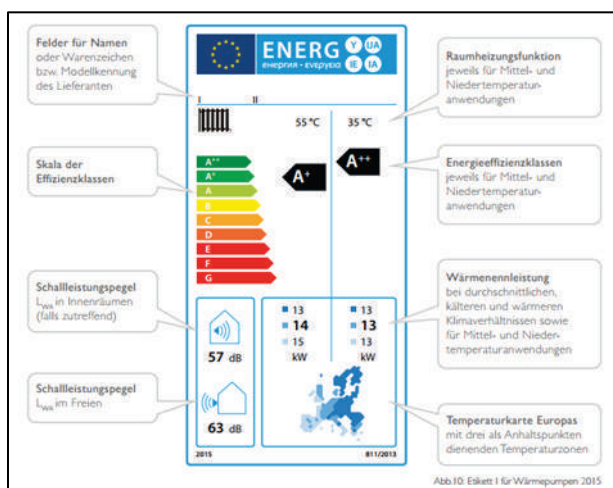 Felder für Namen
oder Warenzeichen
bzw. Modellkennung
des Lieferanten
ENERG
енергия · ενεργεια
Y
UA
IE
IA
I
II
55 °C
35 °C
Raumheizungsfunktion
jeweils für Mittel- und
Niedertemperatur-
anwendungen
Skala der
Effizienzklassen
A++
A+
A
B
C
D
E
F
G
A+
A++
Energieeffizienzklassen
jeweils für Mittel- und
Niedertemperatur-
anwendungen
Schallleistungspegel
LWA in Innenräumen
(falls zutreffend)
57 dB
13
14
15
kW
13
13
13
kW
Wärmenennleistung
bei durchschnittlichen,
kälteren und wärmeren
Klimaverhältnissen sowie
für Mittel- und Nieder-
temperaturanwendungen
Schallleistungspegel
LWA im Freien
63 dB
Temperaturkarte Europas
mit drei als Anhaltspunkten
dienenden Temperaturzonen
2015
811/2013
Abb.10: Etikett I für Wärmepumpen 2015